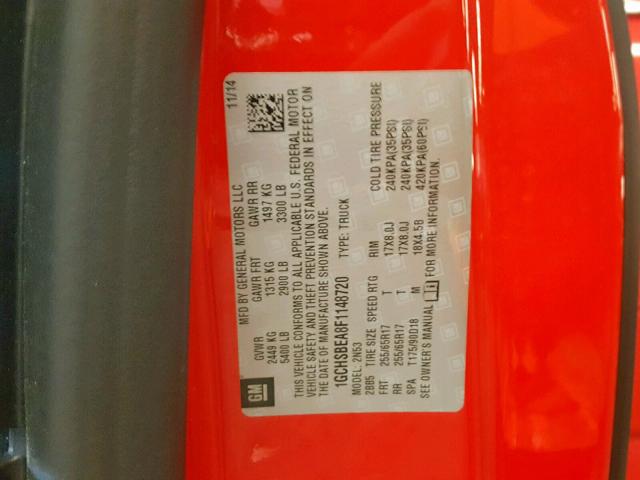 GM
MFD BY GENERAL MOTORS LLC
11/14
GVWR GAWR FRT GAWR RR
2449 KG 1315 KG 1497 KG
5400 LB 2900 LB 3300 LB
THIS VEHICLE CONFORMS TO ALL APPLICABLE U.S. FEDERAL MOTOR
VEHICLE SAFETY AND THEFT PREVENTION STANDARDS IN EFFECT ON
THE DATE OF MANUFACTURE SHOWN ABOVE.
1GCHSBEA8F1148720 TYPE: TRUCK
MODEL: 2N53
2BB5 TIRE SIZE SPEED RTG RIM COLD TIRE PRESSURE
FRT 255/65R17 T 17X8.0J 240KPA(35PSI)
RR 255/65R17 T 17X8.0J 240KPA(35PSI)
SPA T175/90D18 M 18X4.5B 420KPA(60PSI)
SEE OWNER'S MANUAL FOR MORE INFORMATION.